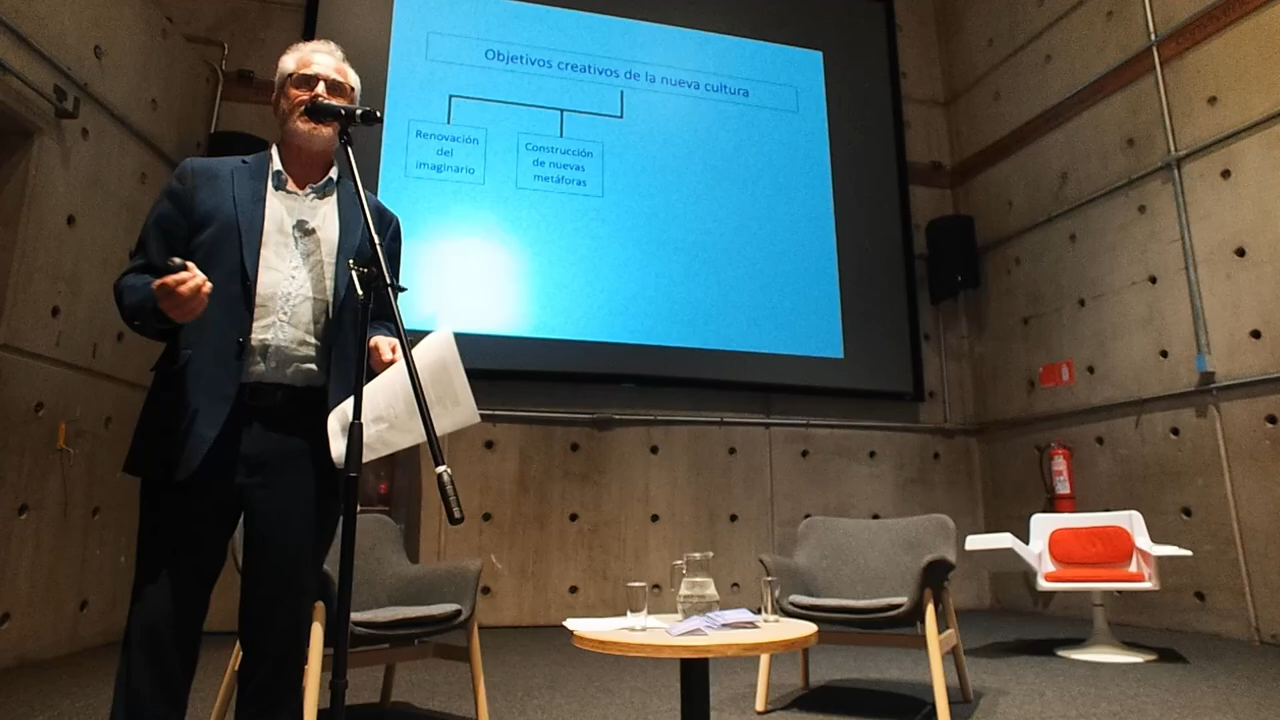 Objetivos creativos de la nueva cultura
Renovación
del
imaginario
Construcción
de nuevas
metáforas